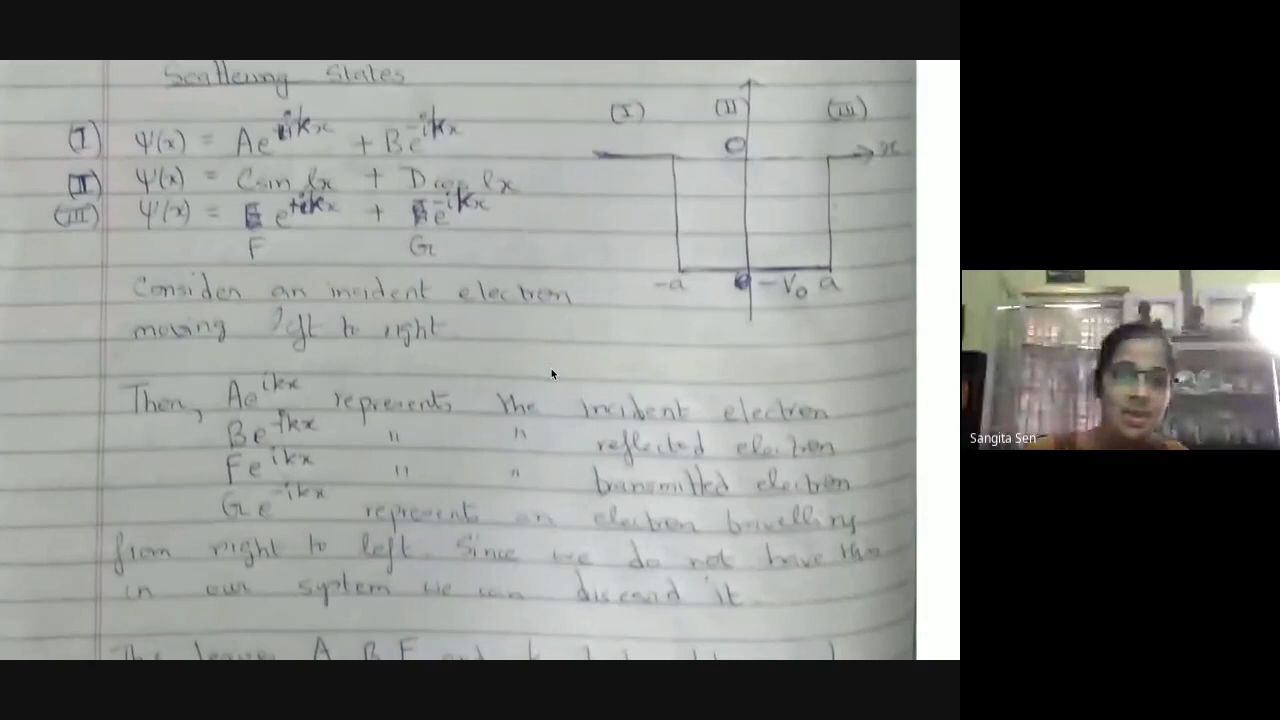 Scattering States
(I) (II) (III)
(I) Ψ(x) = Ae^ikx + Be^-ikx
O x
(II) Ψ(x) = C sin lx + D cos lx
(III) Ψ(x) = e^+ikx + e^-ikx
F G
-a -V₀ a
Consider an incident electron
moving left to right
Then, Ae^ikx represents the incident electron
Be^-ikx " " reflected electron
Fe^ikx " " transmitted electron
Ge^-ikx represents an electron travelling
from right to left. Since we do not have this
in our system we can discard it.
A, B, F and
Sangita Sen